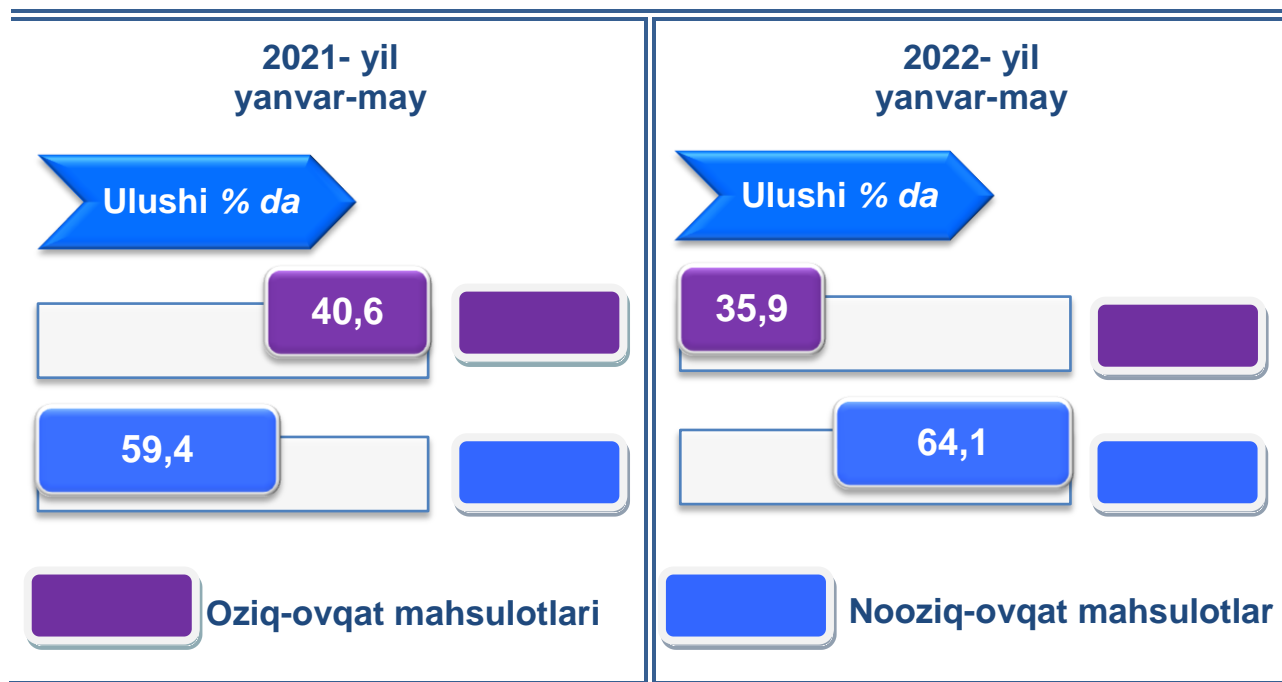 2021- yil
yanvar-may
Ulushi % da
40,6
59,4
2022- yil
yanvar-may
Ulushi % da
35,9
64,1
Oziq-ovqat mahsulotlari
Nooziq-ovqat mahsulotlar